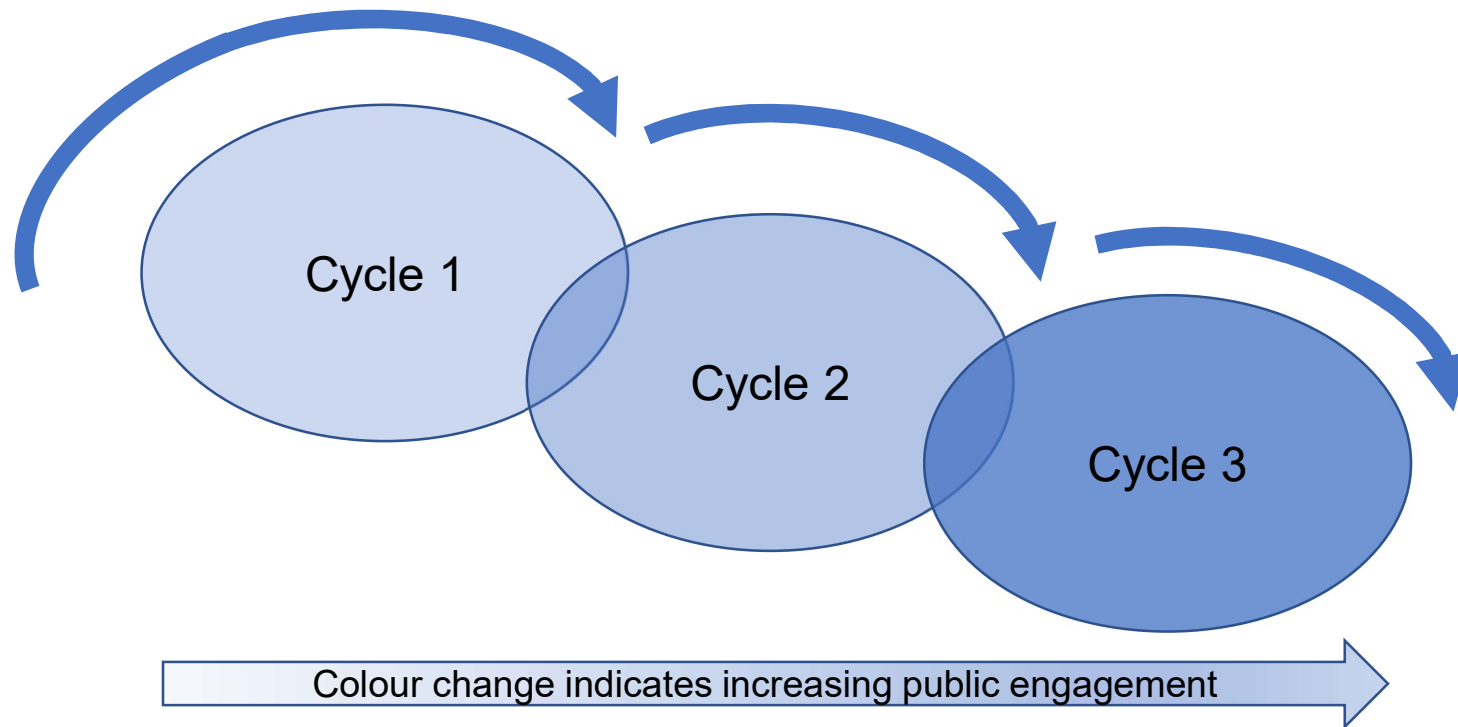 Cycle 1
Cycle 2
Cycle 3
Colour change indicates increasing public engagement